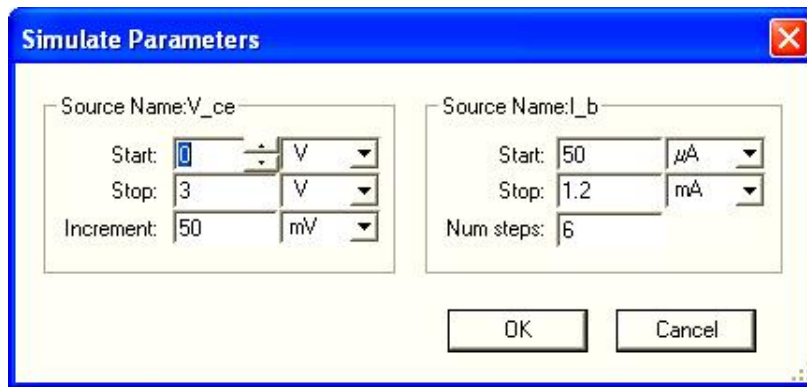 Simulate Parameters
Source Name:V_ce
Start: 0 V
Stop: 3 V
Increment: 50 mV
Source Name:I_b
Start: 50 µA
Stop: 1.2 mA
Num steps: 6
OK Cancel